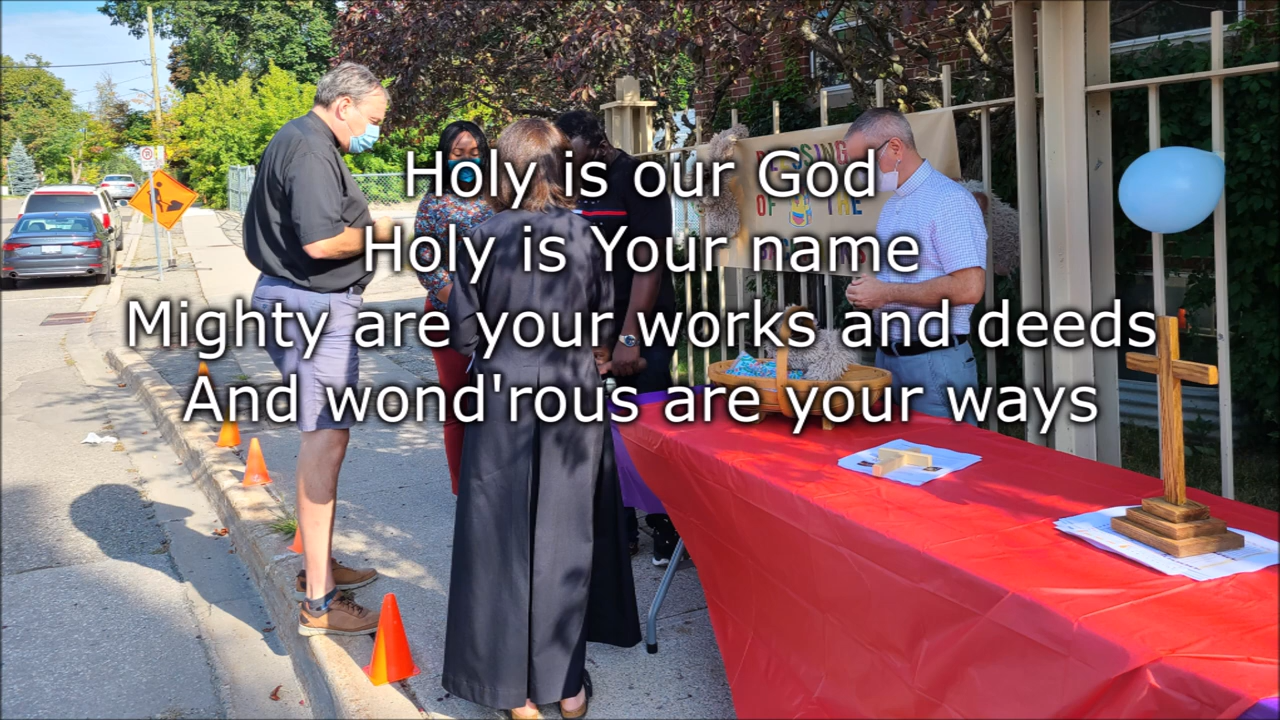 Holy is our God
Holy is Your name
Mighty are your works and deeds
And wond'rous are your ways
OF THE